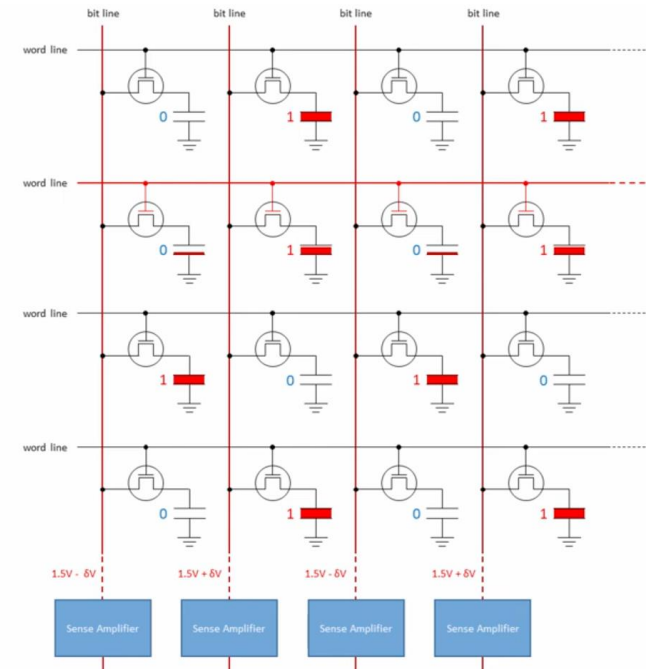 bit line bit line bit line bit line
word line
0 1 0 1
word line
0 1 0 1
word line
1 0 1 0
word line
0 1 0 1
1.5V - δV 1.5V + δV 1.5V - δV 1.5V + δV
Sense Amplifier Sense Amplifier Sense Amplifier Sense Amplifier